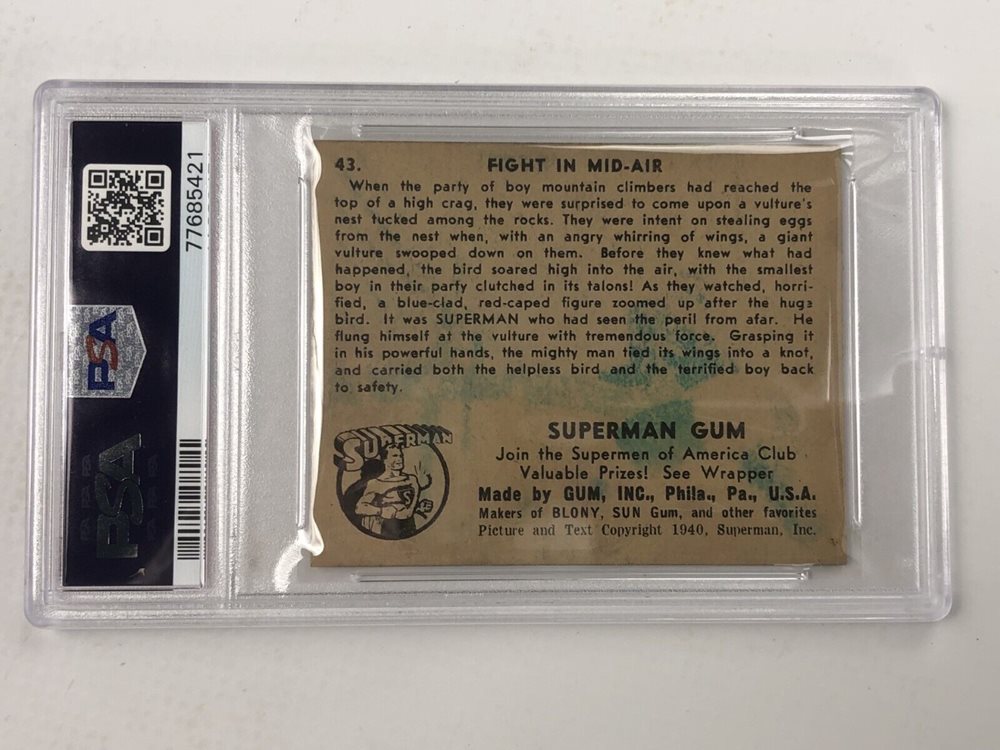 77685421
PSA
PSA
43. FIGHT IN MID-AIR
When the party of boy mountain climbers had reached the
top of a high crag, they were surprised to come upon a vulture's
nest tucked among the rocks. They were intent on stealing eggs
from the nest when, with an angry whirring of wings, a giant
vulture swooped down on them. Before they knew what had
happened, the bird soared high into the air, with the smallest
boy in their party clutched in its talons! As they watched, horri-
fied, a blue-clad, red-caped figure zoomed up after the huge
bird. It was SUPERMAN who had seen the peril from afar. He
flung himself at the vulture with tremendous force. Grasping it
in his powerful hands, the mighty man tied its wings into a knot,
and carried both the helpless bird and the terrified boy back
to safety.
SUPERMAN
SUPERMAN GUM
Join the Supermen of America Club
Valuable Prizes! See Wrapper
Made by GUM, INC., Phila., Pa., U.S.A.
Makers of BLONY, SUN Gum, and other favorites
Picture and Text Copyright 1940, Superman, Inc.